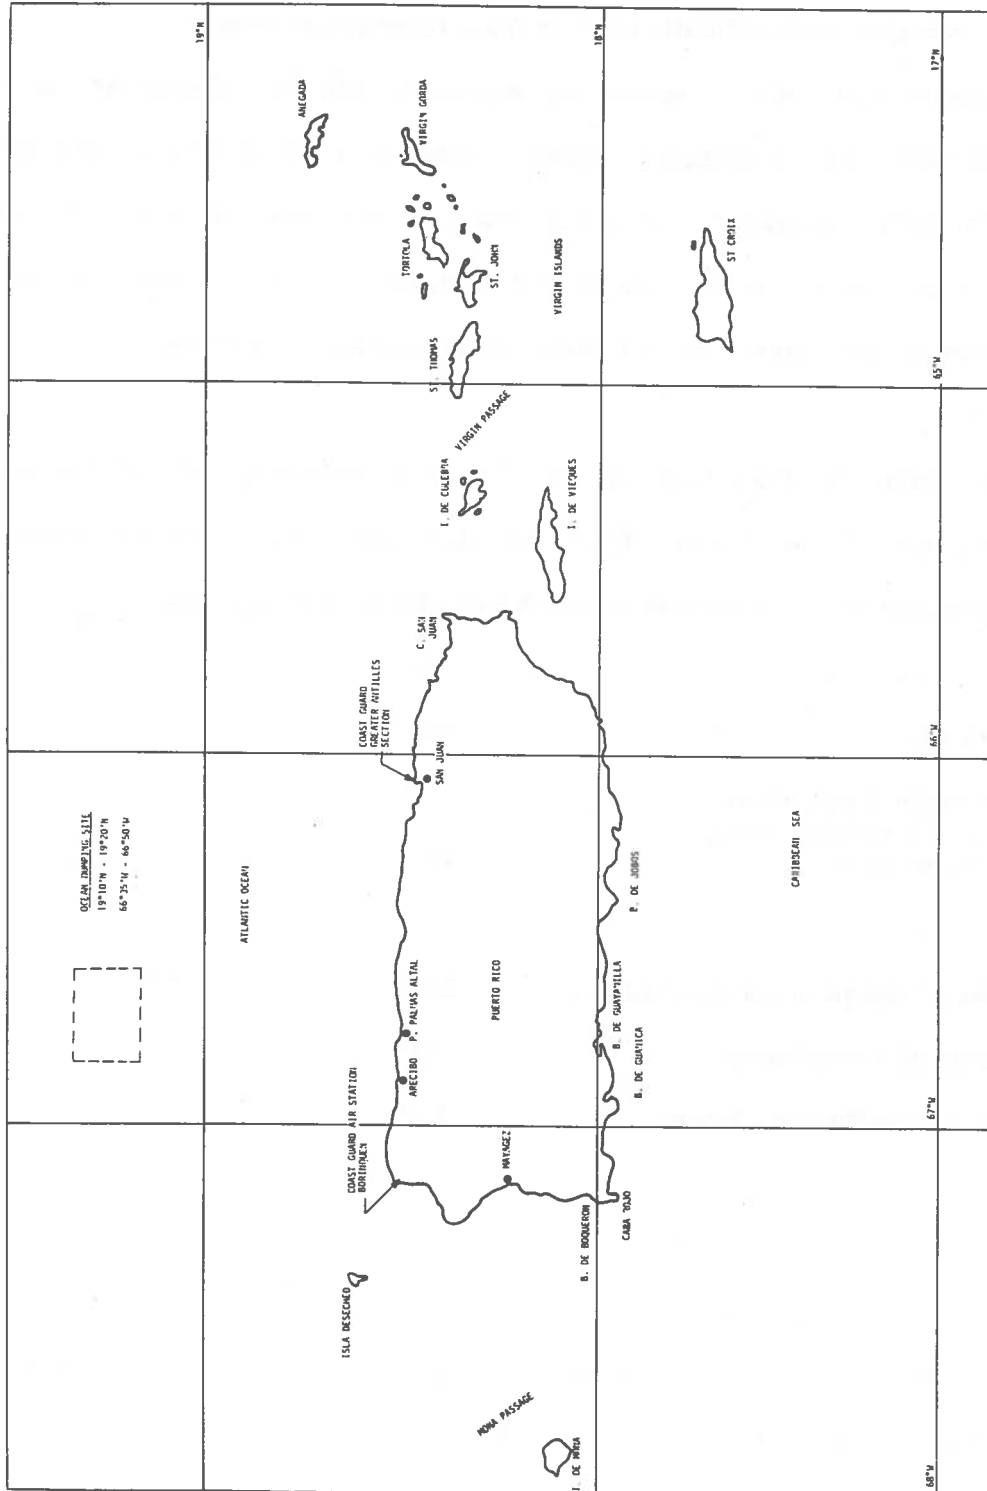 OCEAN DUMPING SITE
19°10'N - 19°20'N
66°35'W - 66°50'W
19°N
18°N
17°N
ATLANTIC OCEAN
ANEGADA
VIRGIN GORDA
TORTOLA
ST. JOHN
ST. THOMAS
VIRGIN ISLANDS
ST CROIX
65°W
VIRGIN PASSAGE
I. DE CULEBRA
I. DE VIEQUES
C. SAN
JUAN
COAST GUARD
GREATER ANTILLES
SECTION
SAN JUAN
66°W
CARIBBEAN SEA
P. DE JOBOS
PUERTO RICO
P. PALMAS ALTAL
ARECIBO
B. DE GUAYANILLA
B. DE GUANICA
67°W
COAST GUARD AIR STATION
BORINQUEN
MAYAGEZ
B. DE BOQUERON
CABA ROJO
ISLA DESECHEO
MONA PASSAGE
I. DE MONA
68°W